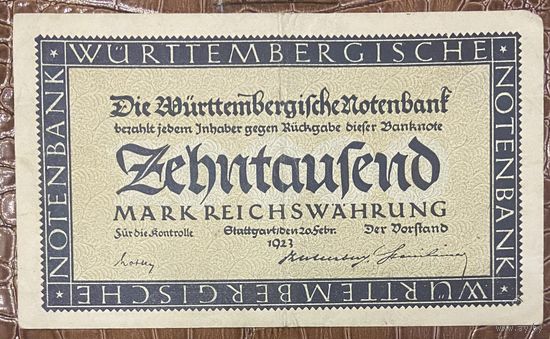 WÜRTTEMBERGISCHE
NOTENBANK
NOTENBANK
Die Württembergische Notenbank
bezahlt jedem Inhaber gegen Rückgabe dieser Banknote
Zehntausend
MARK REICHSWÄHRUNG
Für die Kontrolle
Stuttgart/den 20 Febr.
1923
Der Vorstand
WÜRTTEMBERGISCHE